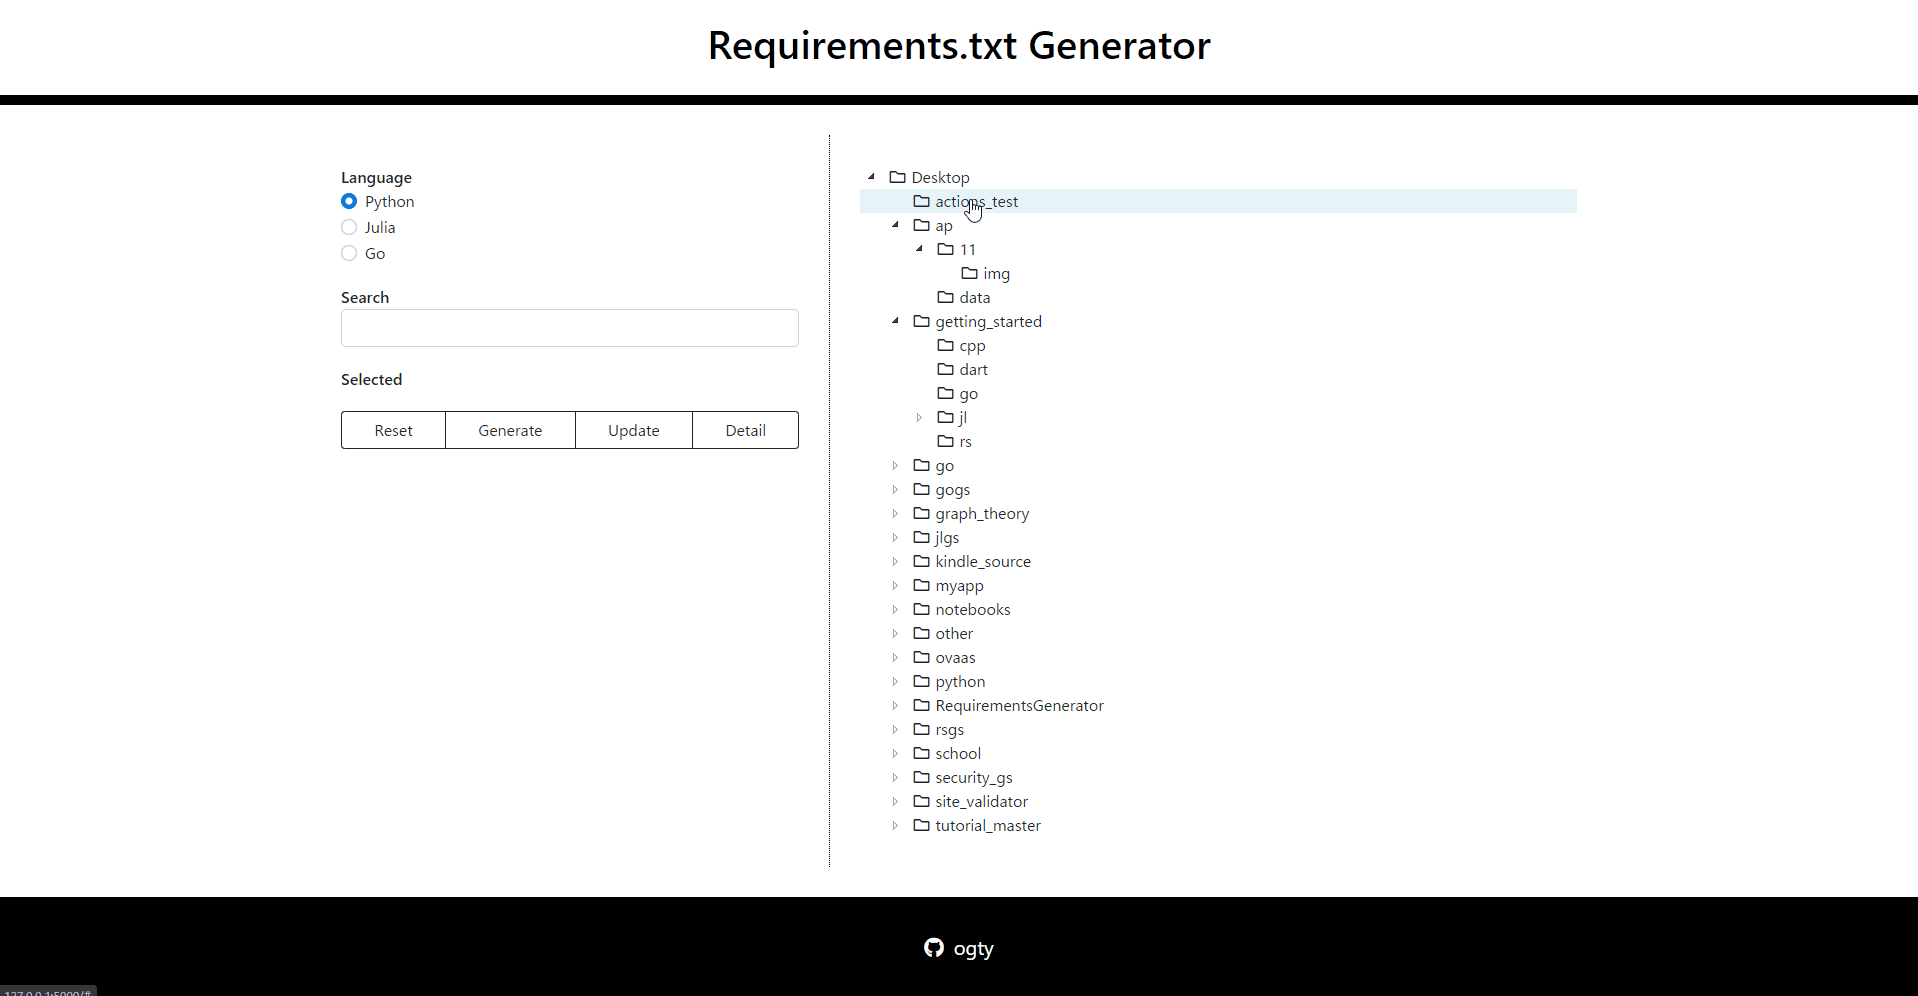 Requirements.txt Generator
Language
Python
Julia
Go
Search
Selected
Reset Generate Update Detail
Desktop
actions_test
ap
11
img
data
getting_started
cpp
dart
go
jl
rs
go
gogs
graph_theory
jlgs
kindle_source
myapp
notebooks
other
ovaas
python
RequirementsGenerator
rsgs
school
security_gs
site_validator
tutorial_master
ogty
127.0.0.1:5000/#